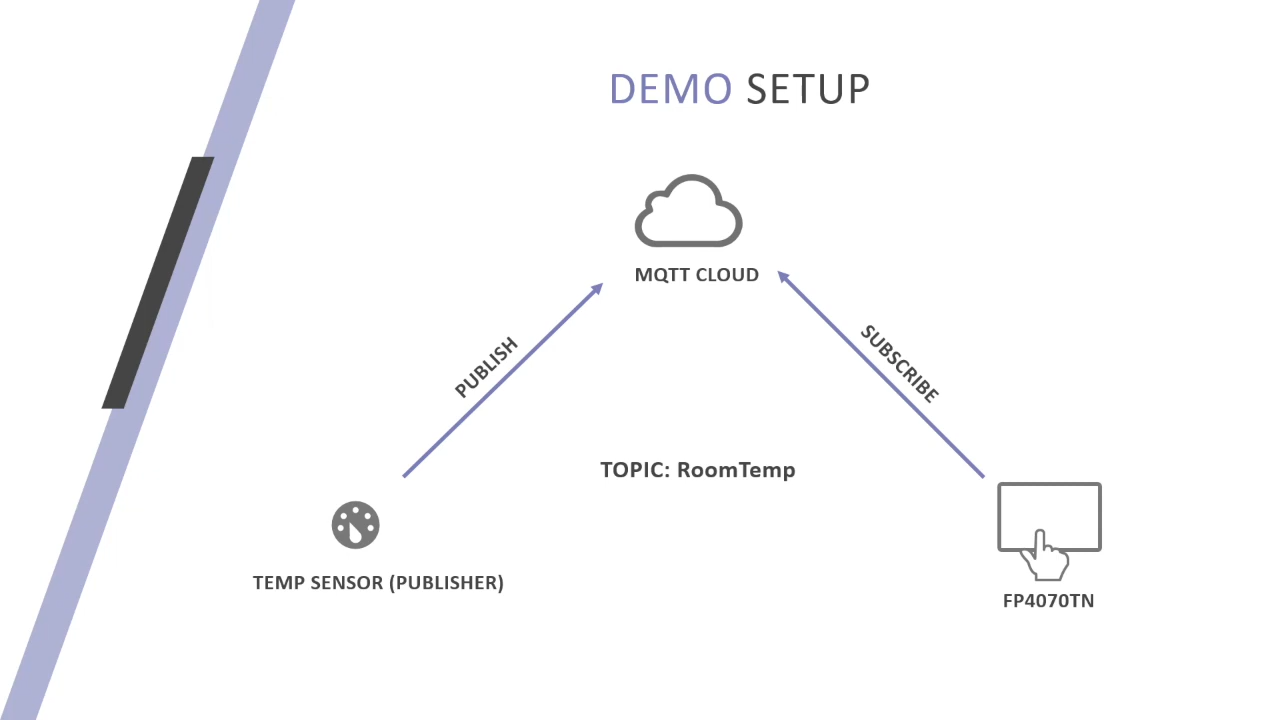 DEMO SETUP
MQTT CLOUD
PUBLISH
SUBSCRIBE
TOPIC: RoomTemp
TEMP SENSOR (PUBLISHER)
FP4070TN